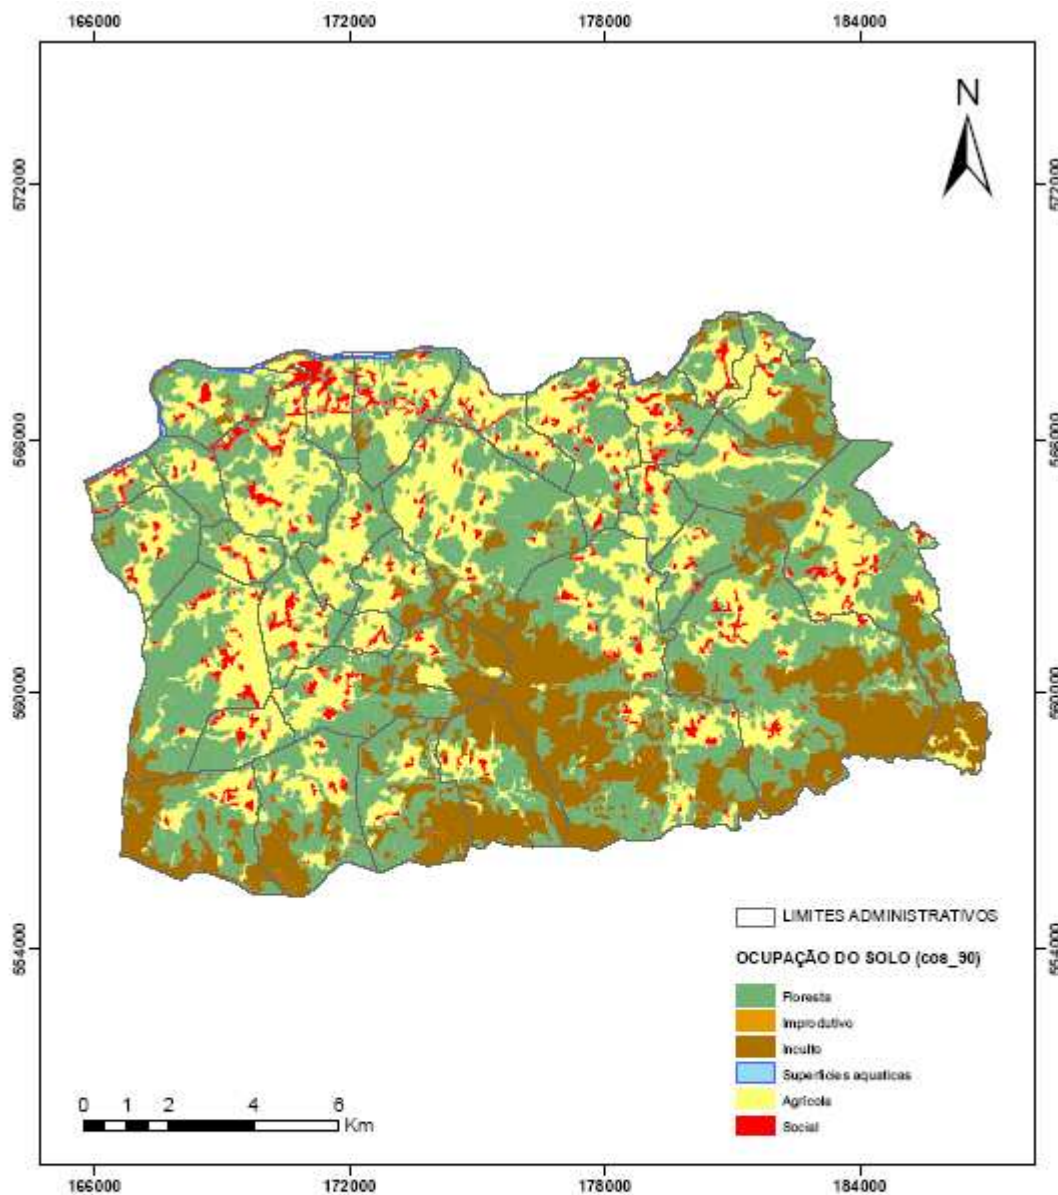 166000 172000 178000 184000
N
572000 572000
566000 566000
560000 560000
554000 554000
LIMITES ADMINISTRATIVOS
OCUPAÇÃO DO SOLO (cos_90)
Floresta
Improdutivo
Inculto
Superfícies aquaticas
Agrícola
Social
0 1 2 4 6
Km
166000 172000 178000 184000